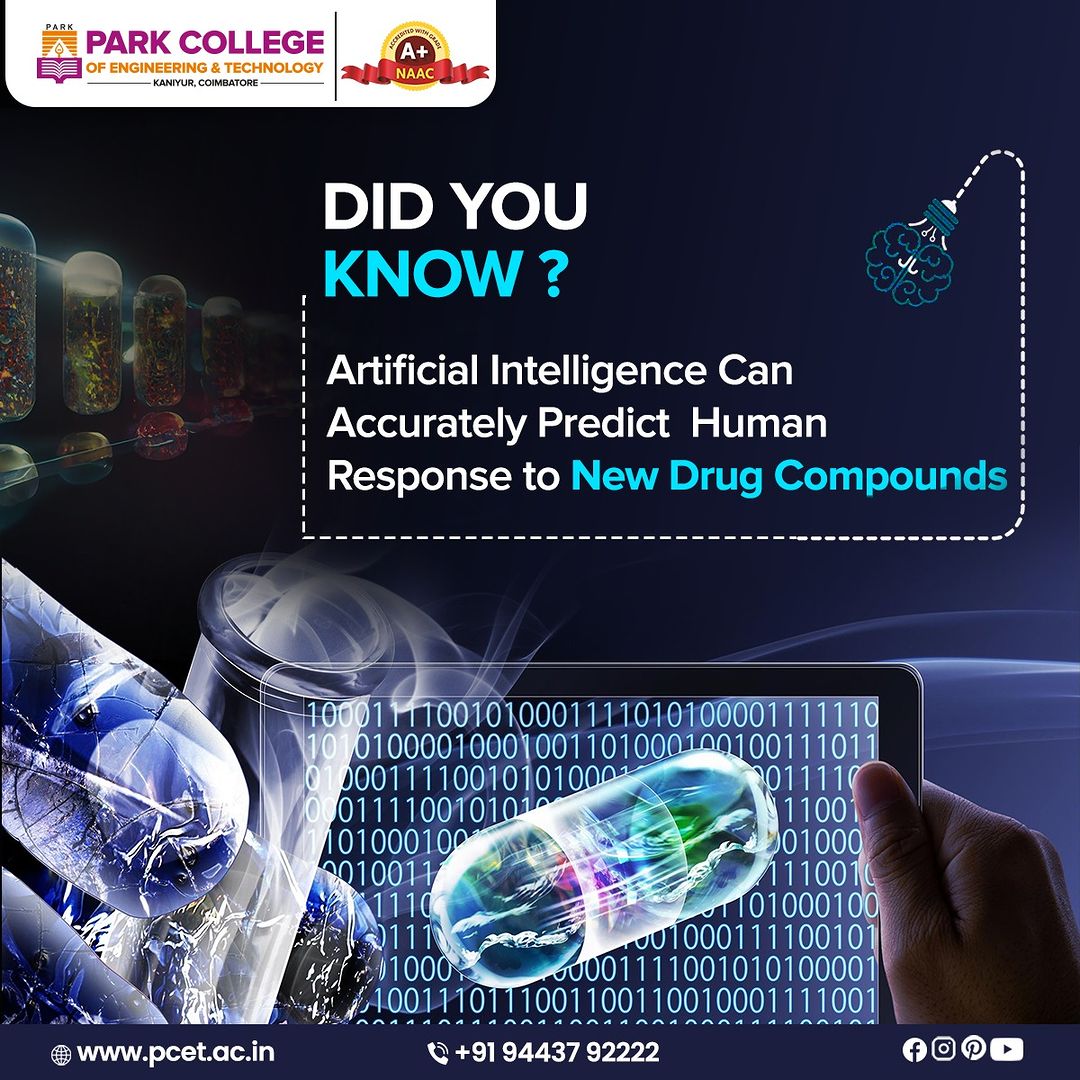 PARK
PARK COLLEGE
OF ENGINEERING & TECHNOLOGY
KANIYUR, COIMBATORE
ACCREDITED WITH GRADE
A+
NAAC
DID YOU
KNOW ?
Artificial Intelligence Can
Accurately Predict Human
Response to New Drug Compounds
www.pcet.ac.in
+91 94437 92222